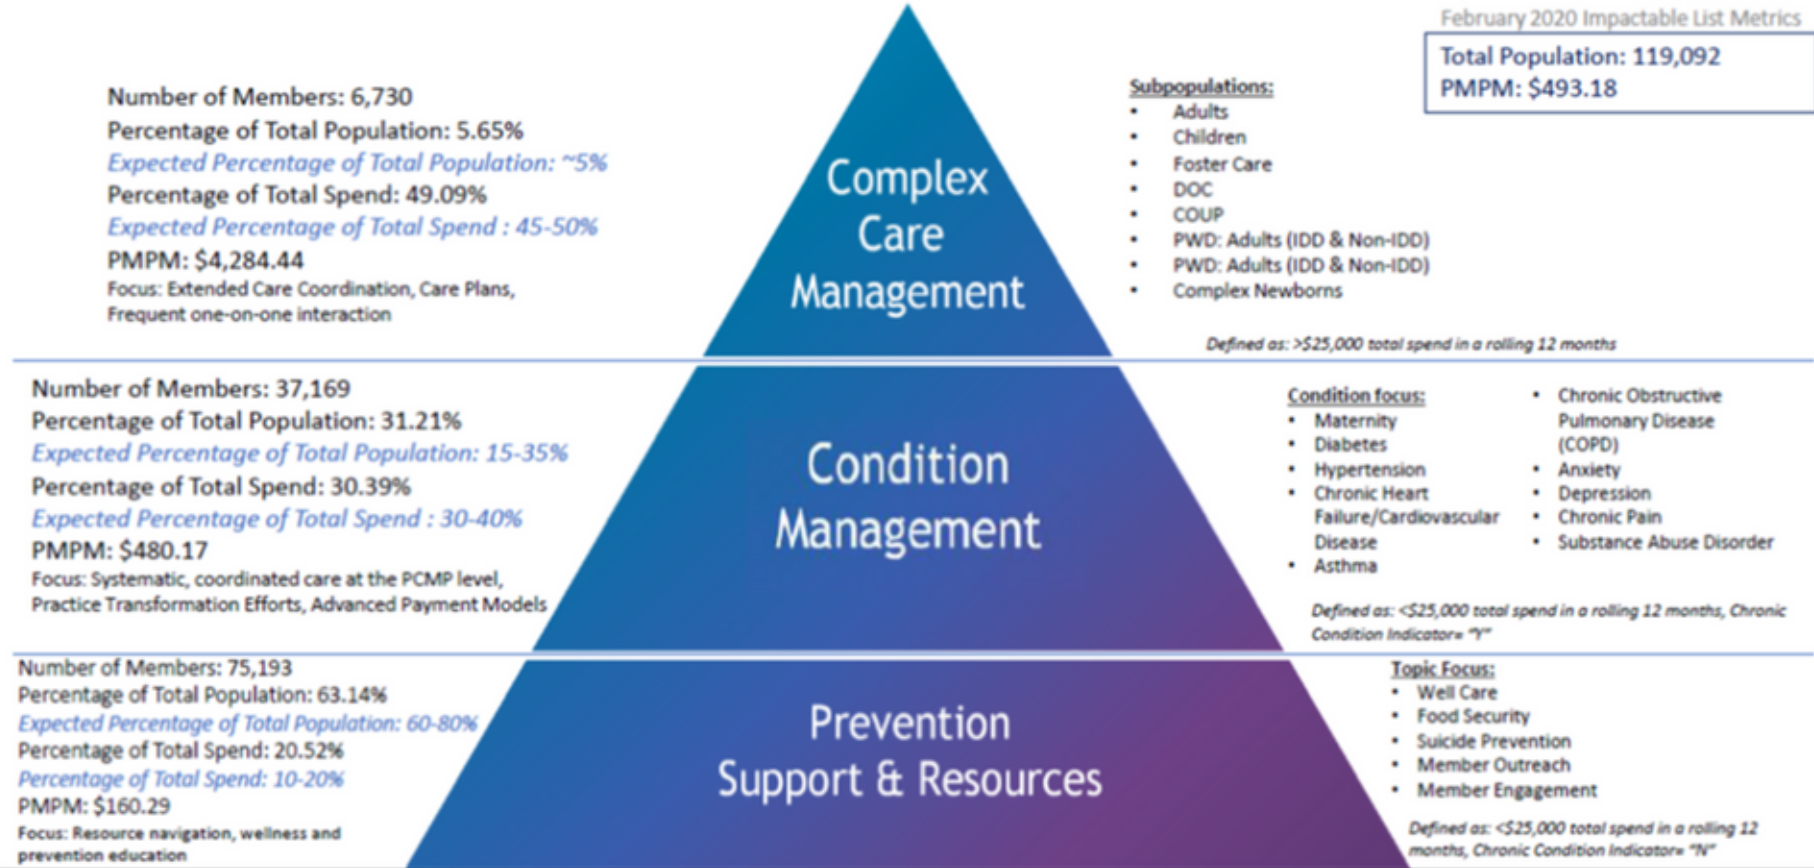 February 2020 Impactable List Metrics
Total Population: 119,092
PMPM: $493.18
Number of Members: 6,730
Percentage of Total Population: 5.65%
Expected Percentage of Total Population: ~5%
Percentage of Total Spend: 49.09%
Expected Percentage of Total Spend : 45-50%
PMPM: $4,284.44
Focus: Extended Care Coordination, Care Plans,
Frequent one-on-one interaction
Complex
Care
Management
Subpopulations:
• Adults
• Children
• Foster Care
• DOC
• COUP
• PWD: Adults (IDD & Non-IDD)
• PWD: Adults (IDD & Non-IDD)
• Complex Newborns
Defined as: >$25,000 total spend in a rolling 12 months
Number of Members: 37,169
Percentage of Total Population: 31.21%
Expected Percentage of Total Population: 15-35%
Percentage of Total Spend: 30.39%
Expected Percentage of Total Spend : 30-40%
PMPM: $480.17
Focus: Systematic, coordinated care at the PCMP level,
Practice Transformation Efforts, Advanced Payment Models
Condition
Management
Condition focus:
• Maternity
• Diabetes
• Hypertension
• Chronic Heart
Failure/Cardiovascular
Disease
• Asthma
• Chronic Obstructive
Pulmonary Disease
(COPD)
• Anxiety
• Depression
• Chronic Pain
• Substance Abuse Disorder
Defined as: <$25,000 total spend in a rolling 12 months, Chronic
Condition Indicator= "Y"
Number of Members: 75,193
Percentage of Total Population: 63.14%
Expected Percentage of Total Population: 60-80%
Percentage of Total Spend: 20.52%
Percentage of Total Spend: 10-20%
PMPM: $160.29
Focus: Resource navigation, wellness and
prevention education
Prevention
Support & Resources
Topic Focus:
• Well Care
• Food Security
• Suicide Prevention
• Member Outreach
• Member Engagement
Defined as: <$25,000 total spend in a rolling 12
months, Chronic Condition Indicator= "N"